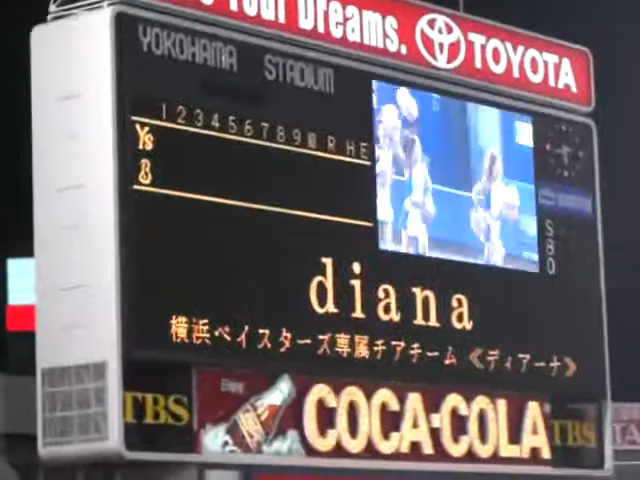 Your Dreams. TOYOTA
YOKOHAMA STADIUM
1 2 3 4 5 6 7 8 9 R H E
Ys
B
S
B
O
diana
横浜ベイスターズ専属チアチーム《ディアーナ》
TBS
Enjoy
COCA-COLA
TBS